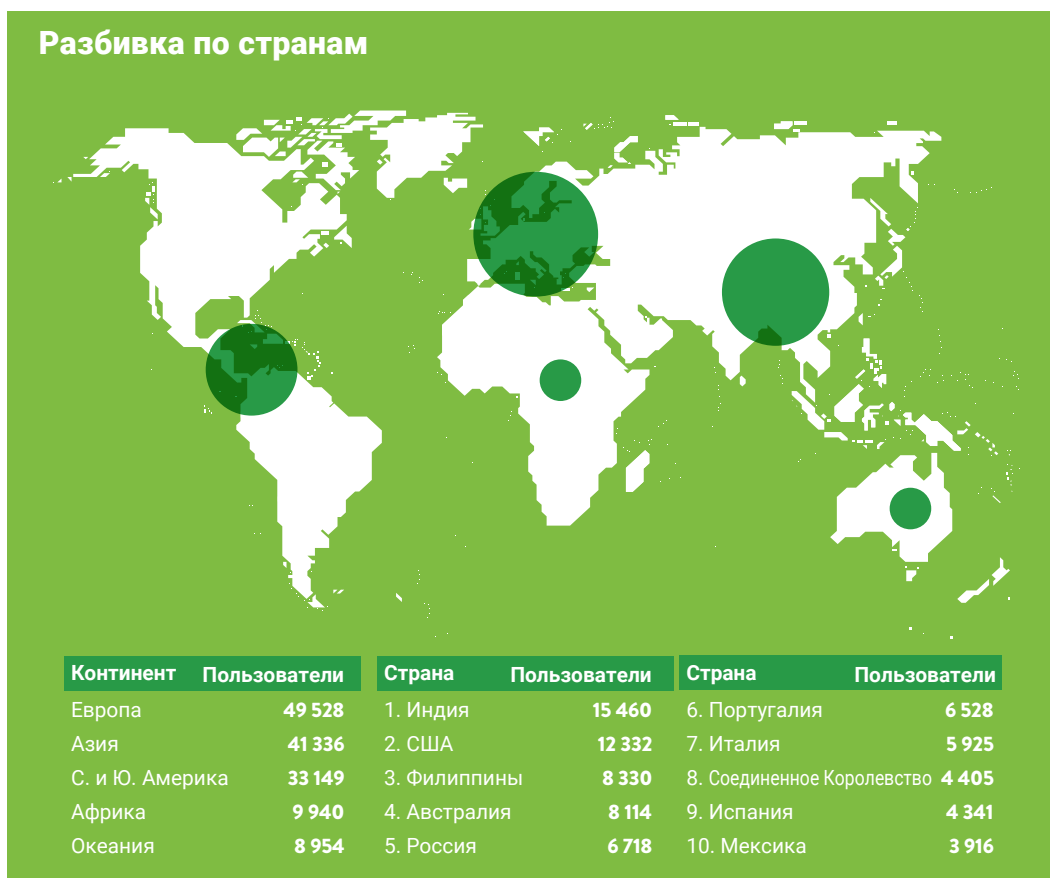 Разбивка по странам
Континент Пользователи
Европа 49 528
Азия 41 336
С. и Ю. Америка 33 149
Африка 9 940
Океания 8 954
Страна Пользователи
1. Индия 15 460
2. США 12 332
3. Филиппины 8 330
4. Австралия 8 114
5. Россия 6 718
Страна Пользователи
6. Португалия 6 528
7. Италия 5 925
8. Соединенное Королевство 4 405
9. Испания 4 341
10. Мексика 3 916